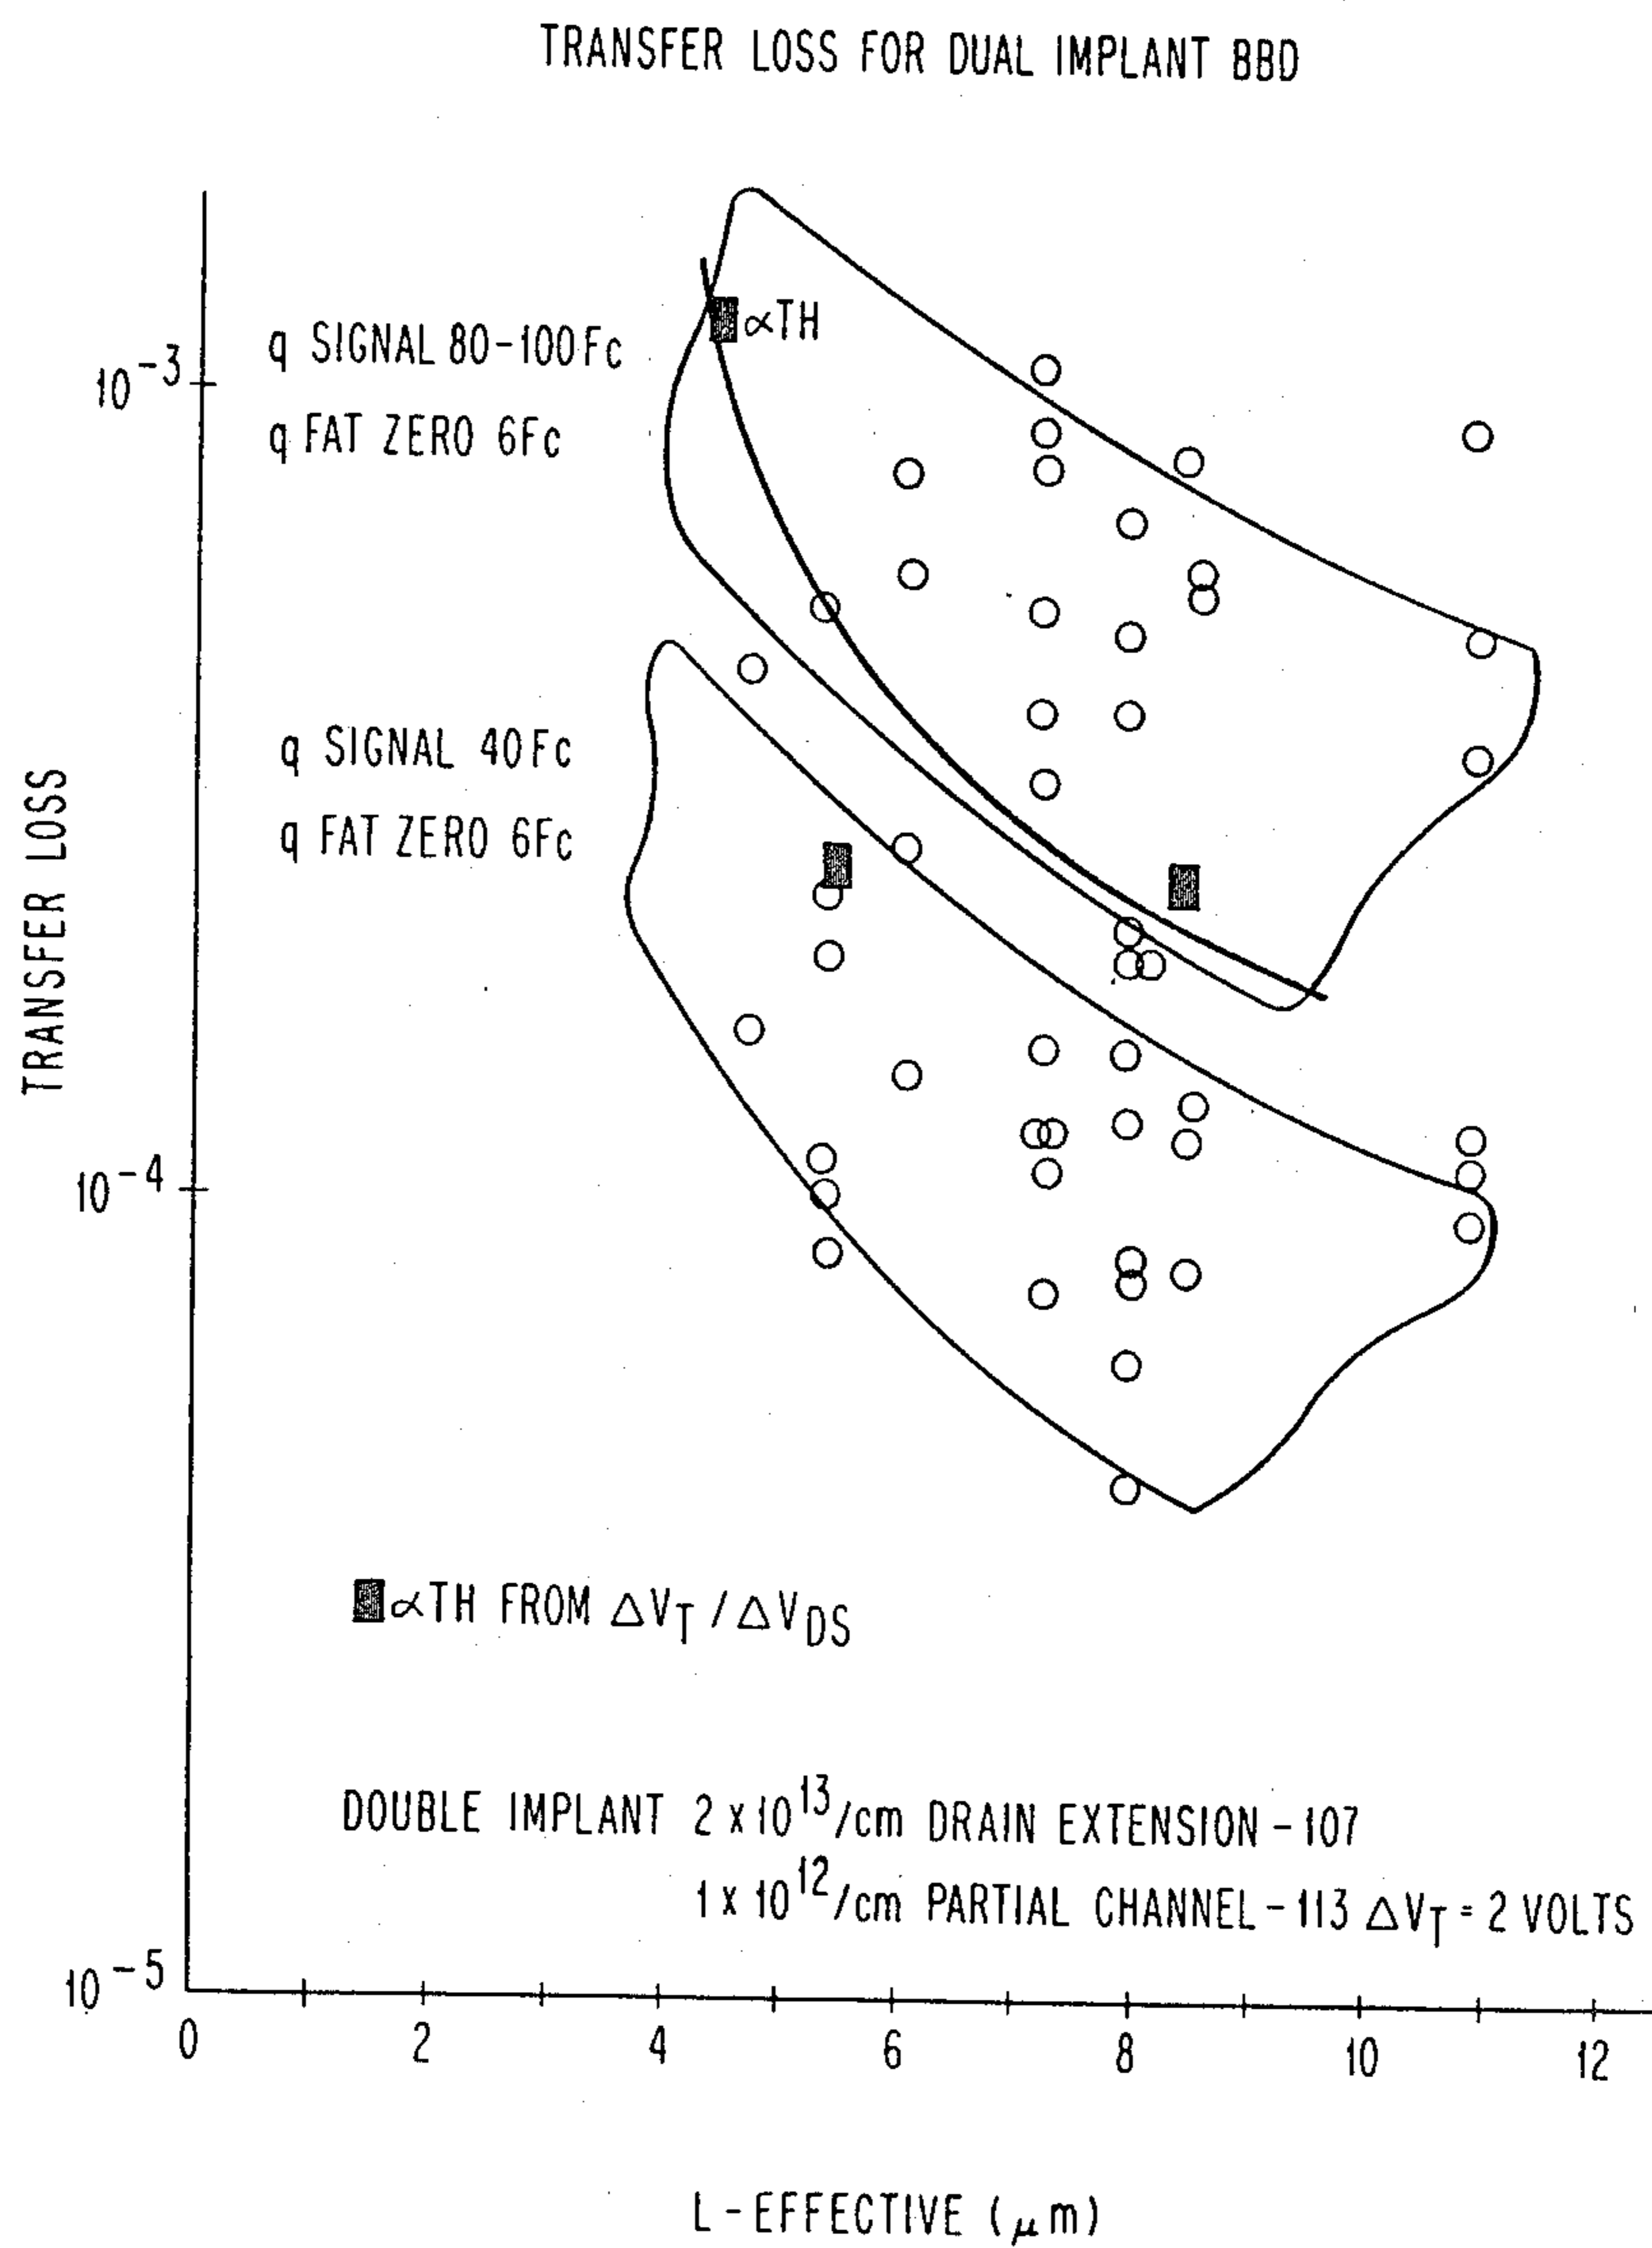 TRANSFER LOSS FOR DUAL IMPLANT BBD
q SIGNAL 80-100Fc
q FAT ZERO 6Fc
∝TH
10⁻³
q SIGNAL 40Fc
q FAT ZERO 6Fc
TRANSFER LOSS
10⁻⁴
∝TH FROM ΔV_T / ΔV_DS
DOUBLE IMPLANT 2 x 10¹³/cm DRAIN EXTENSION - 107
1 x 10¹²/cm PARTIAL CHANNEL - 113 ΔV_T = 2 VOLTS
10⁻⁵
0 2 4 6 8 10 12
L-EFFECTIVE (μm)